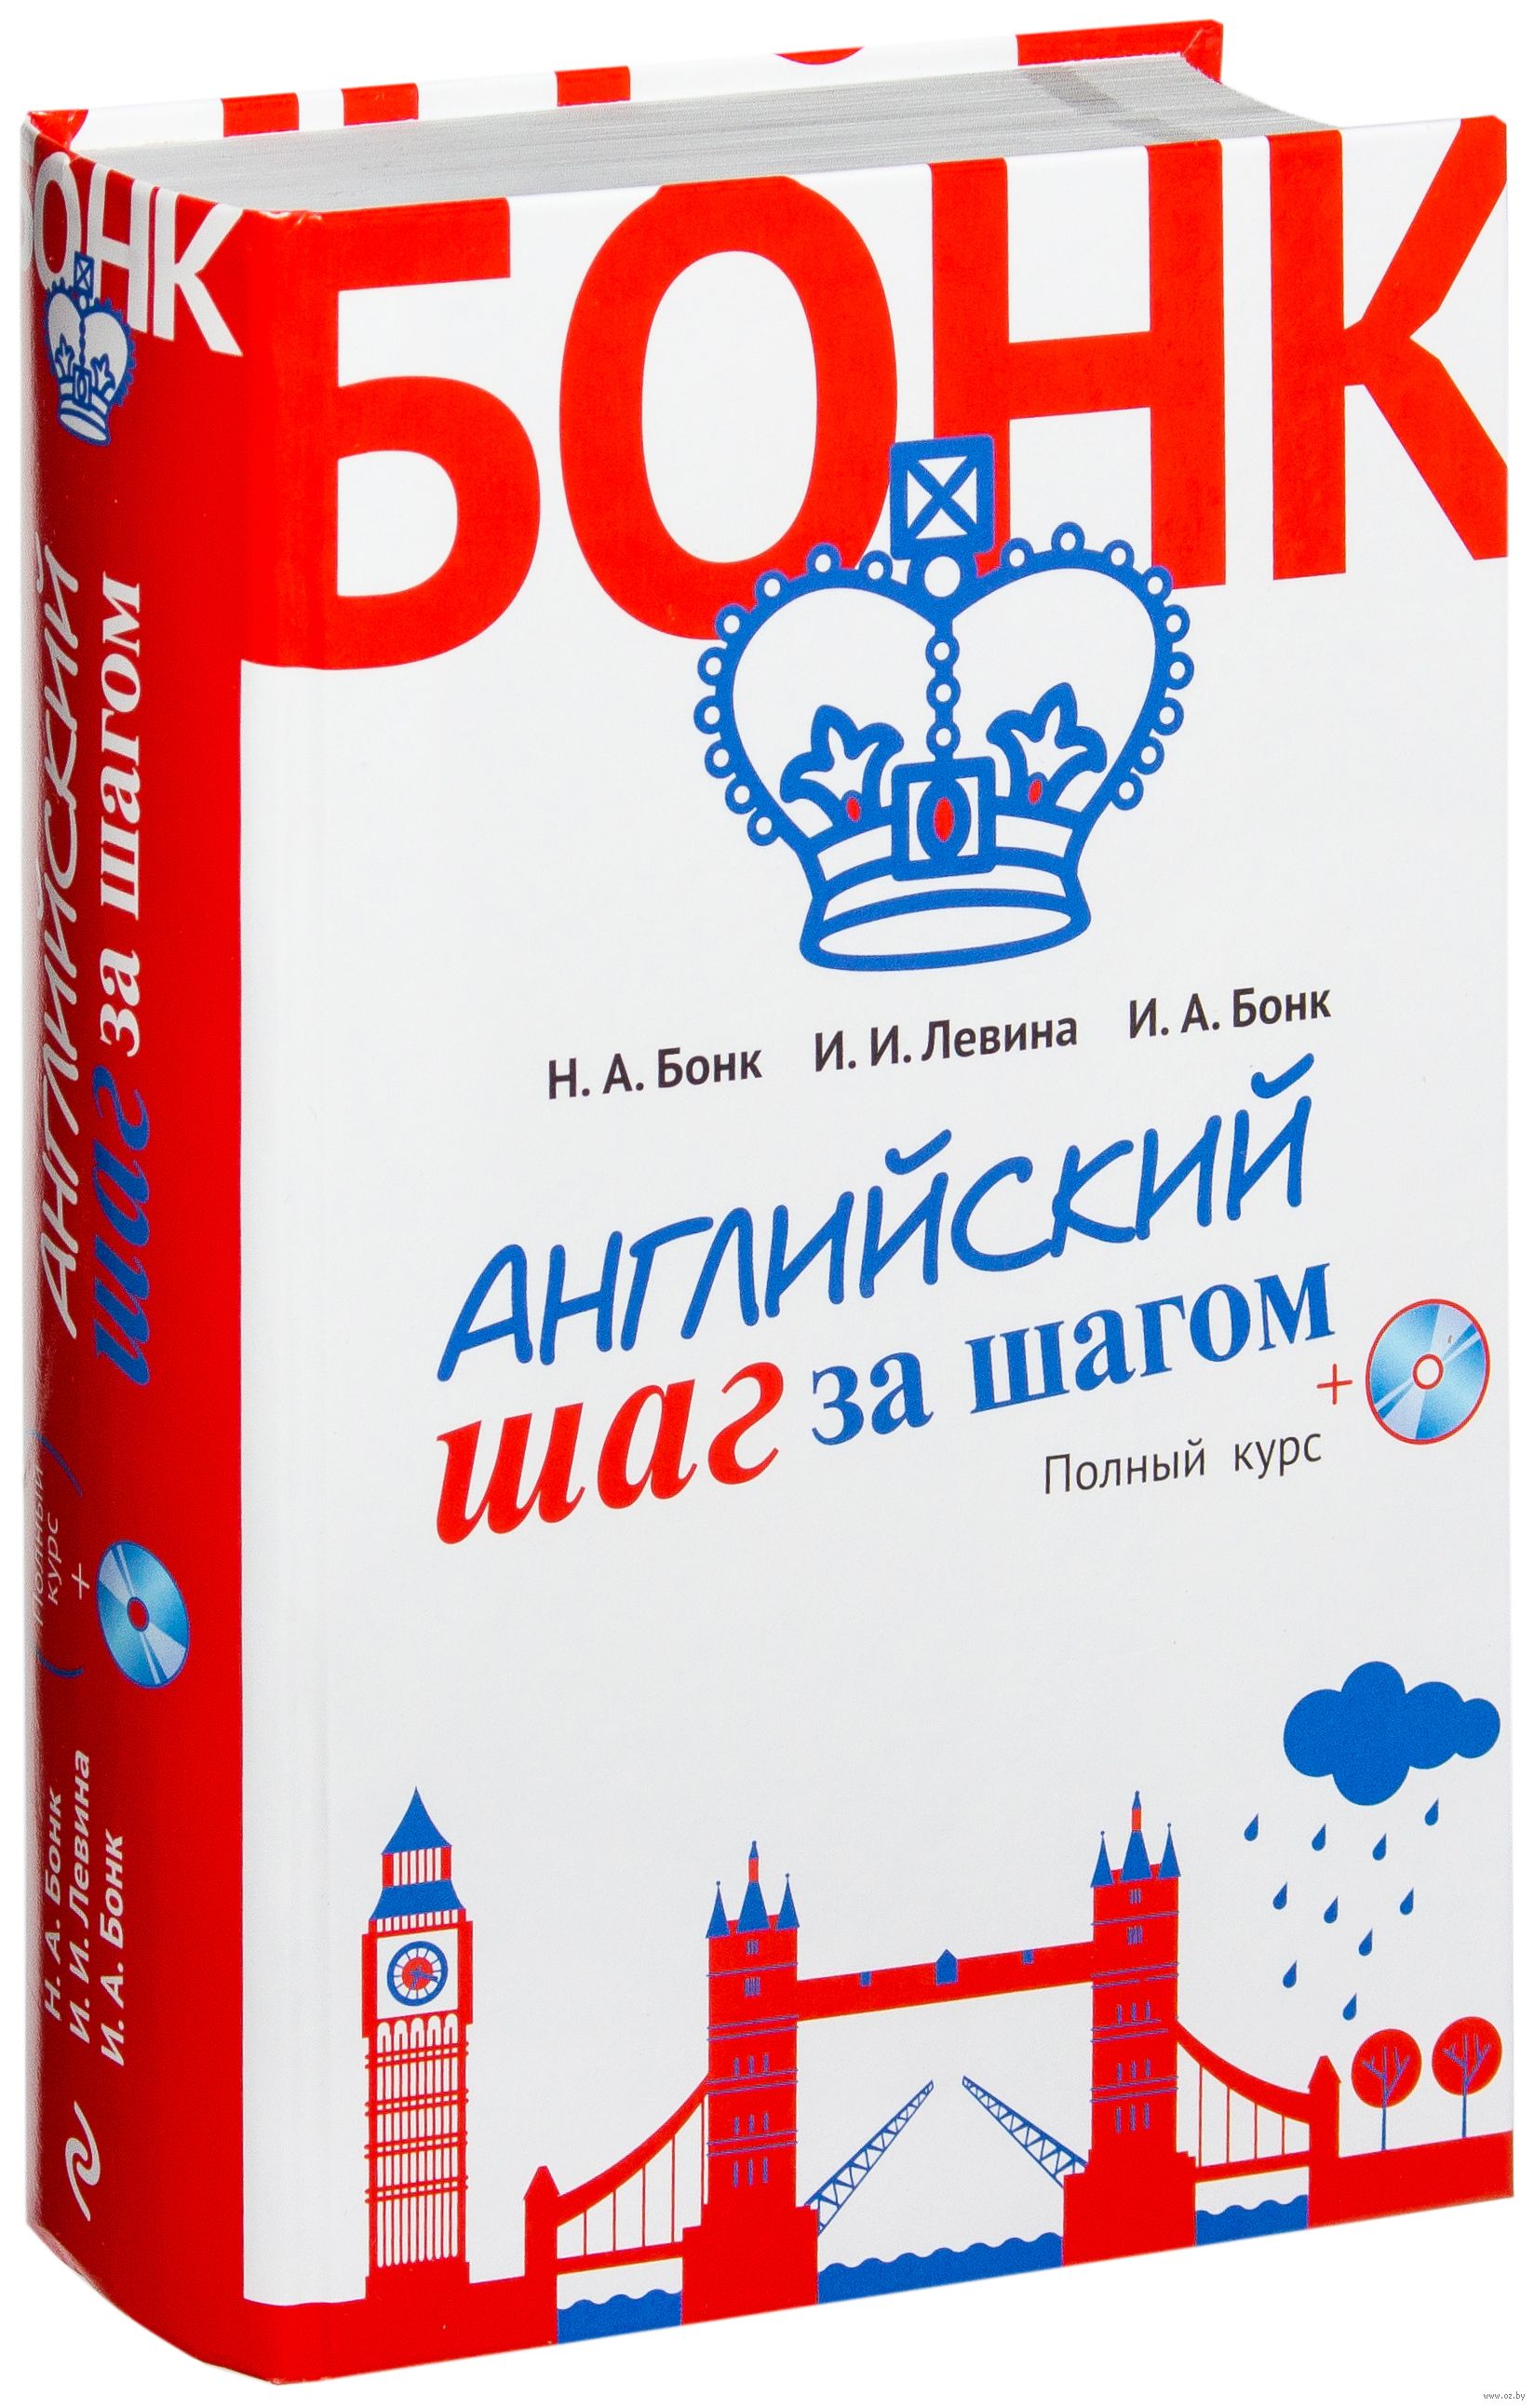 БОНК
Н. А. Бонк И. И. Левина И. А. Бонк
Английский
шаг за шагом
+
Полный курс
БОНК
Английский
шаг за шагом
(Полный
курс
+
)
Н. А. Бонк
И. И. Левина
И. А. Бонк
www.oz.by